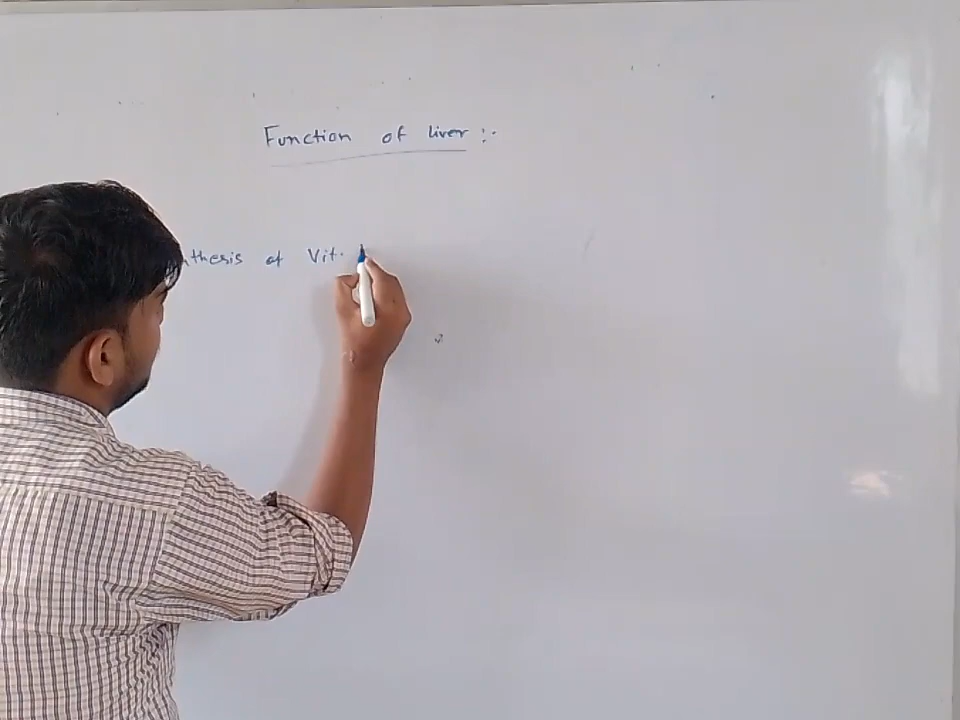 Function of liver :-
thesis of Vit.